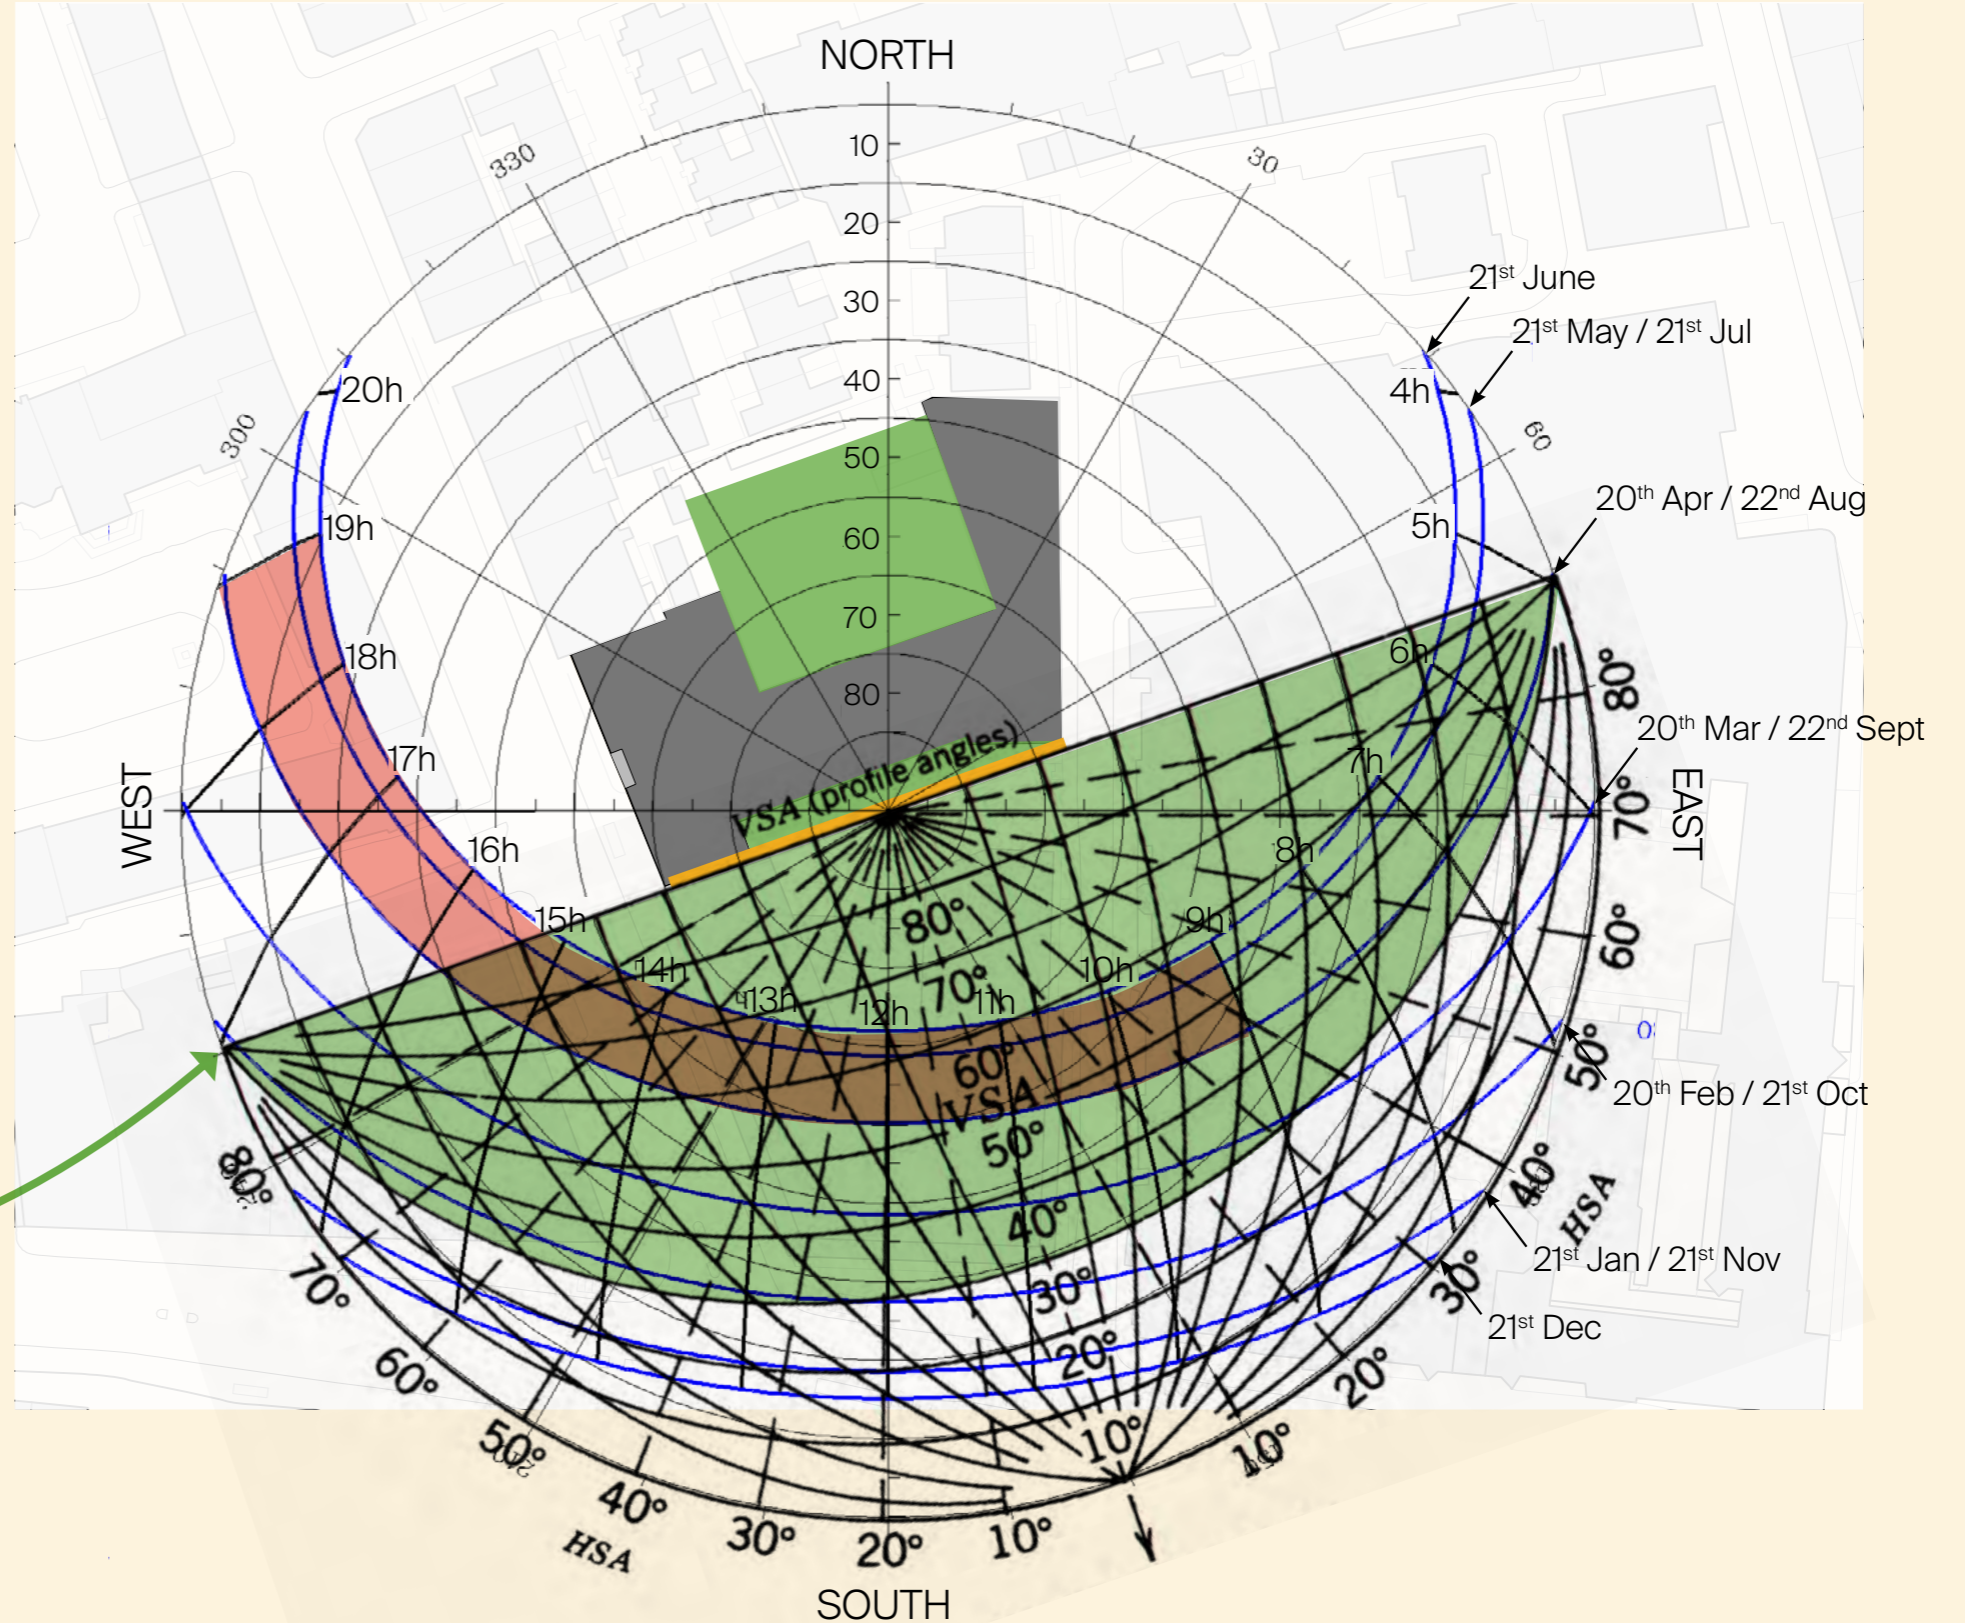 NORTH
10
330
30
20
21st June
30
21st May / 21st Jul
40
20h
4h
300
60
50
20th Apr / 22nd Aug
19h
5h
60
70
18h
6h
80°
80
20th Mar / 22nd Sept
VSA (profile angles)
17h
7h
70°
WEST
EAST
16h
8h
15h
80°
9h
60°
14h
10h
70°
13h
12h
11h
50°
60°
VSA
20th Feb / 21st Oct
50°
80°
40°
40°
HSA
21st Jan / 21st Nov
70°
30°
30°
21st Dec
20°
60°
20°
10°
50°
10°
40°
30°
20°
10°
HSA
SOUTH